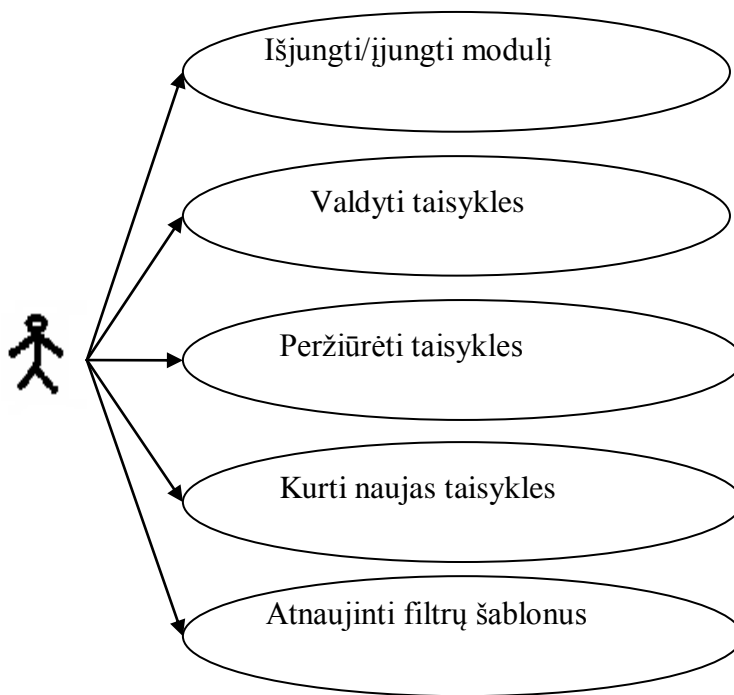 Išjungti/įjungti modulį
Valdyti taisykles
Peržiūrėti taisykles
Kurti naujas taisykles
Atnaujinti filtrų šablonus